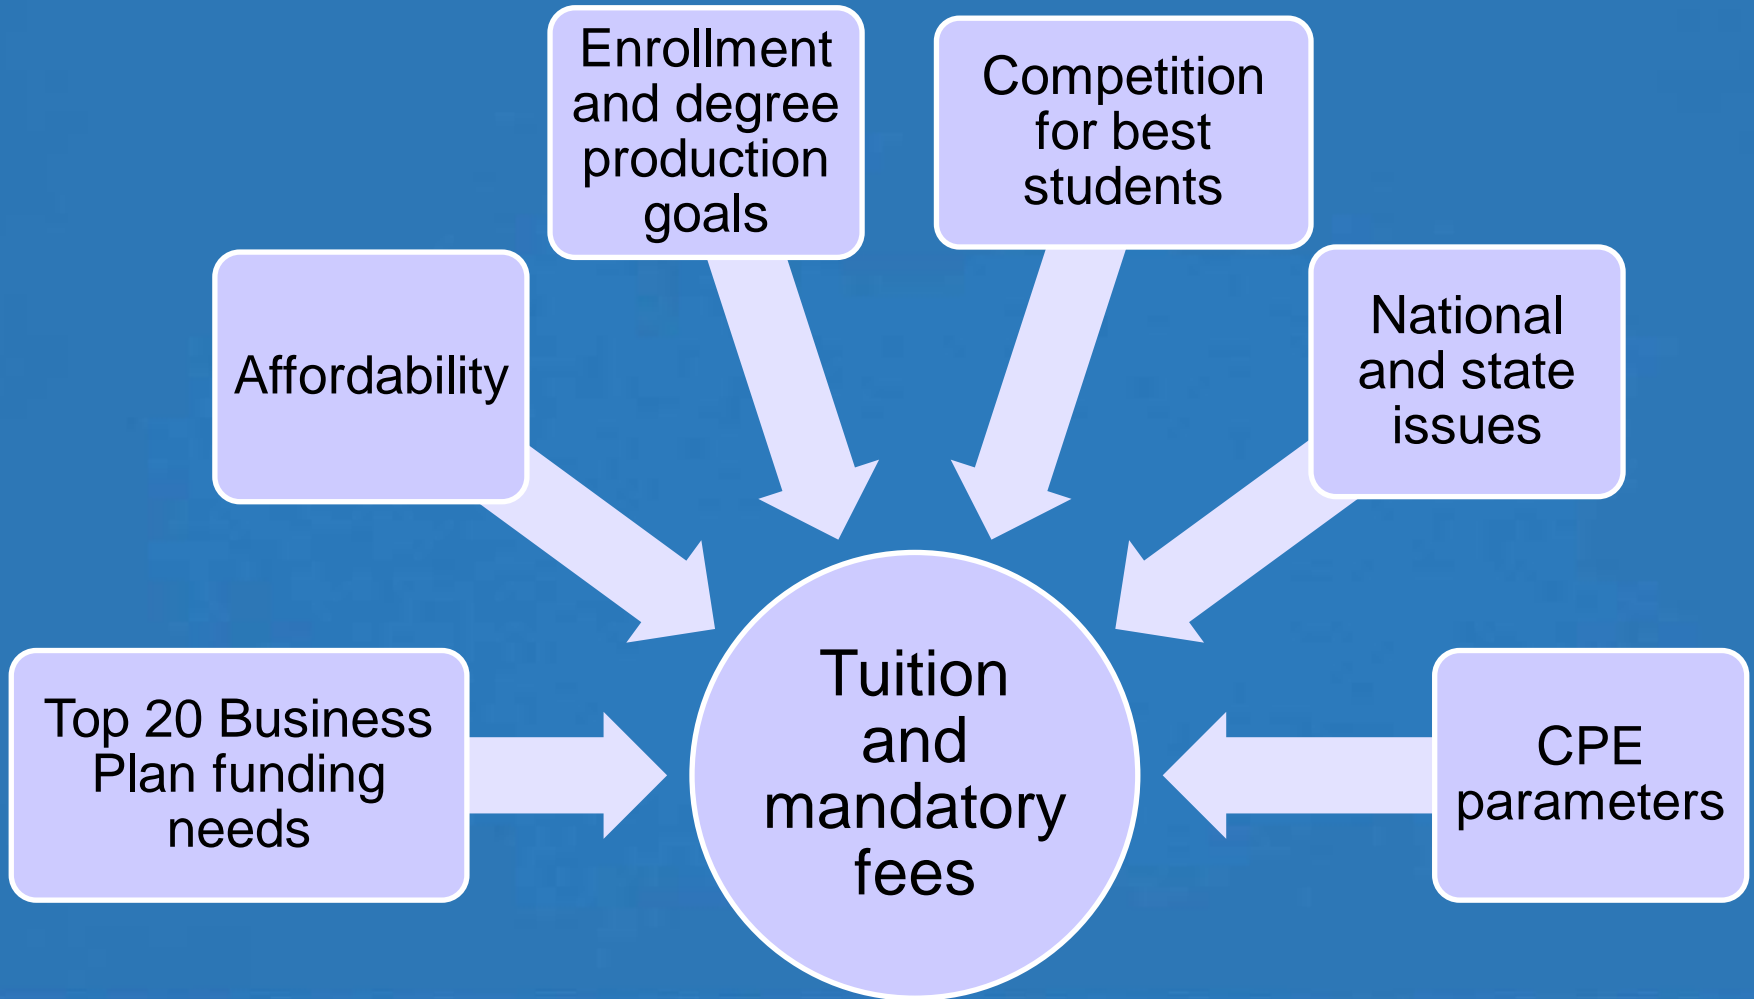 Enrollment
and degree
production
goals
Competition
for best
students
Affordability
National
and state
issues
Top 20 Business
Plan funding
needs
Tuition
and
mandatory
fees
CPE
parameters